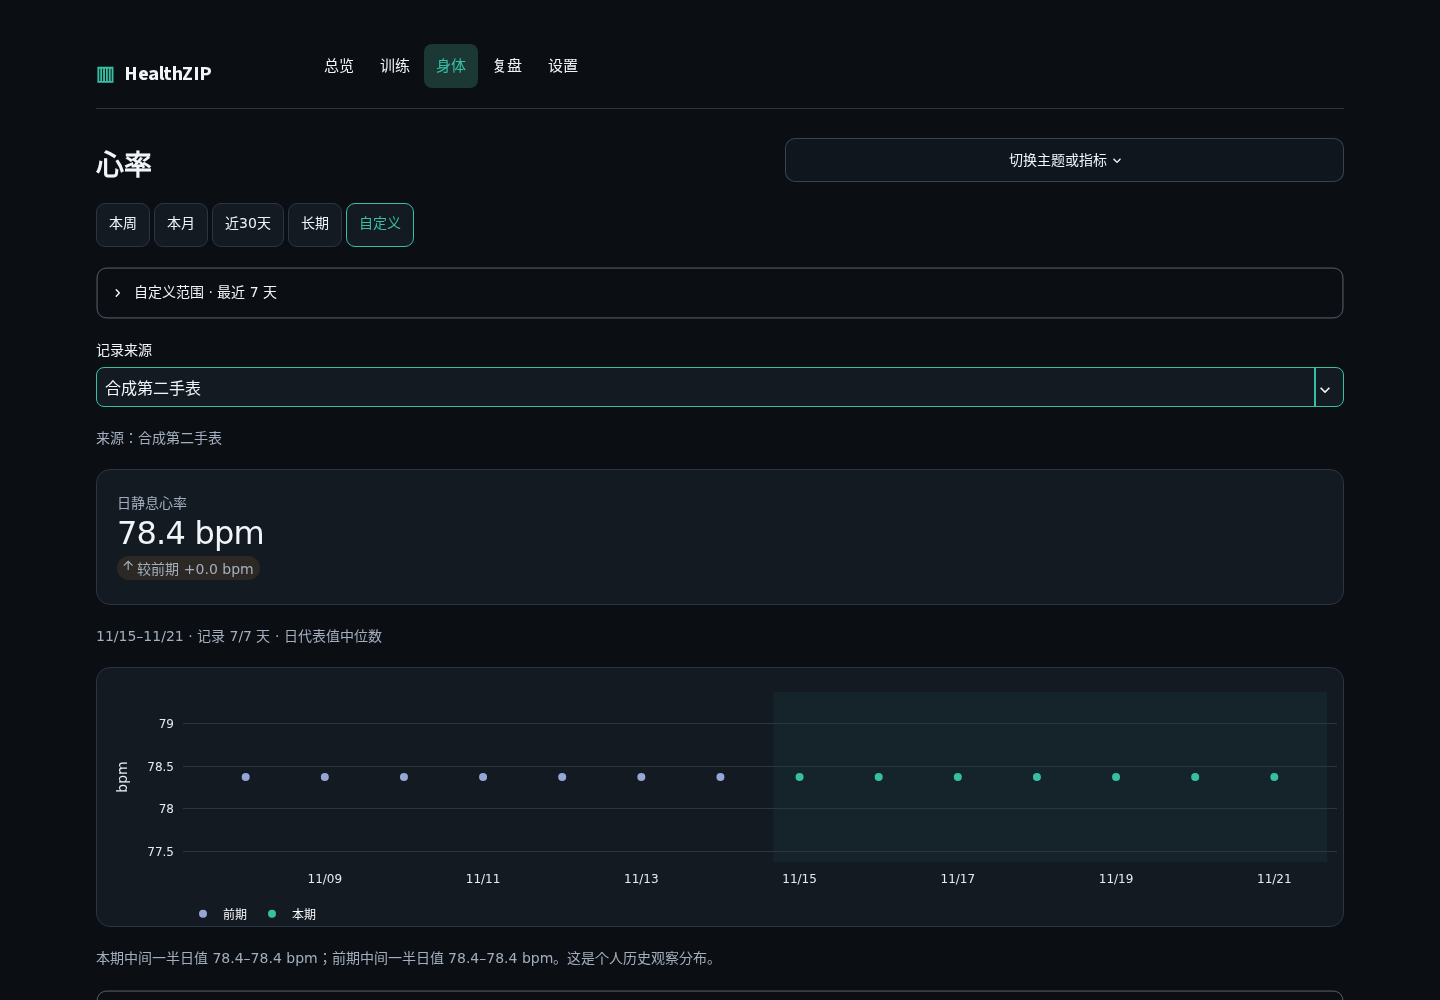 HealthZIP
总览 训练 身体 复盘 设置
心率
切换主题或指标
本周 本月 近30天 长期 自定义
自定义范围 · 最近 7 天
记录来源
合成第二手表
来源：合成第二手表
日静息心率
78.4 bpm
↑ 较前期 +0.0 bpm
11/15–11/21 · 记录 7/7 天 · 日代表值中位数
79
78.5
78
77.5
bpm
11/09 11/11 11/13 11/15 11/17 11/19 11/21
前期 本期
本期中间一半日值 78.4–78.4 bpm；前期中间一半日值 78.4–78.4 bpm。这是个人历史观察分布。